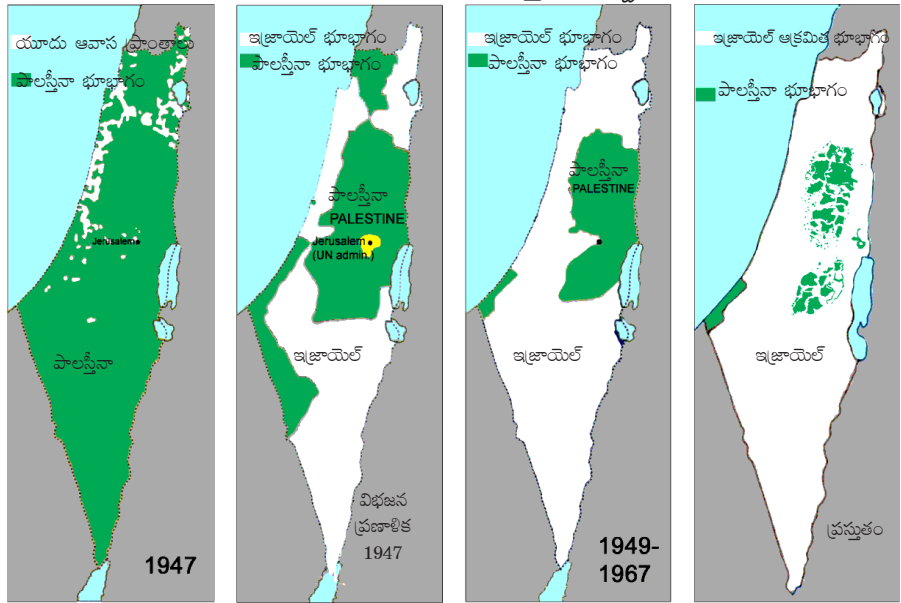 యూదు ఆవాస ప్రాంతాలు
పాలస్తీనా భూభాగం
Jerusalem
పాలస్తీనా
1947
ఇజ్రాయెల్ భూభాగం
పాలస్తీనా భూభాగం
పాలస్తీనా
PALESTINE
Jerusalem
(UN admin.)
ఇజ్రాయెల్
విభజన
ప్రణాళిక
1947
ఇజ్రాయెల్ భూభాగం
పాలస్తీనా భూభాగం
పాలస్తీనా
PALESTINE
ఇజ్రాయెల్
1949-
1967
ఇజ్రాయెల్ ఆక్రమిత భూభాగం
పాలస్తీనా భూభాగం
ఇజ్రాయెల్
ప్రస్తుతం